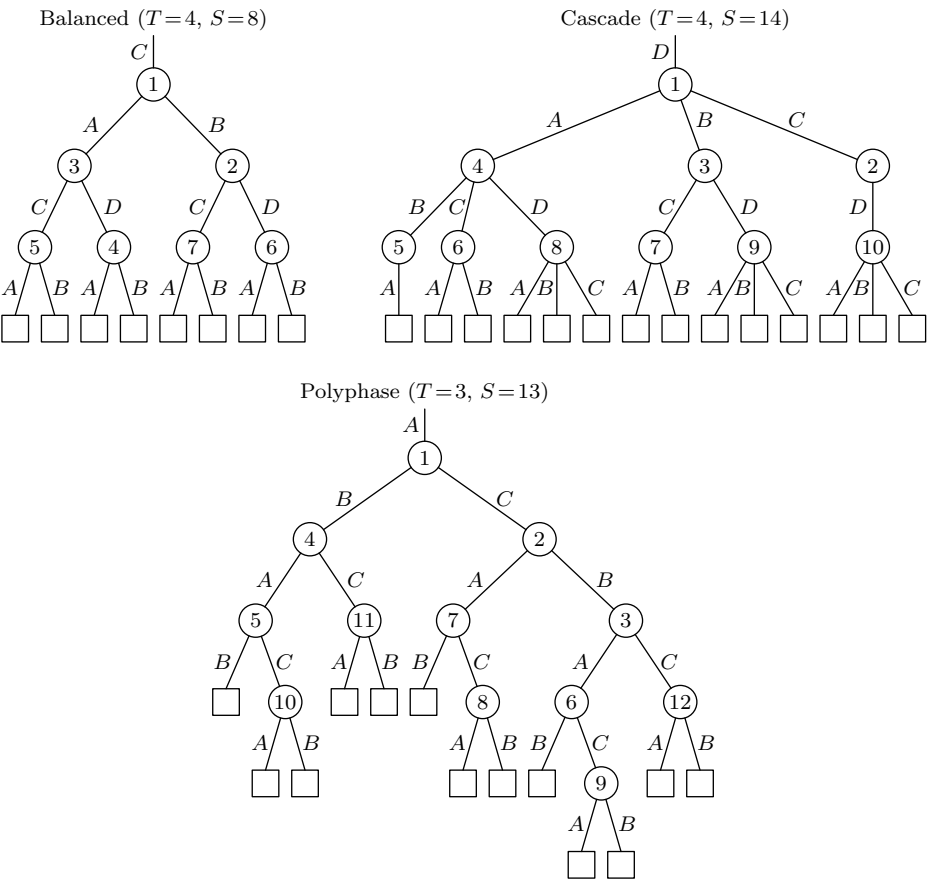 Balanced (T=4, S=8) Cascade (T=4, S=14)
C D
1 1
A B A B C
3 2 4 3 2
C D C D B C D C D D
5 4 7 6 5 6 8 7 9 10
A B A B A B A B A A B A B C A B A B C A B C
Polyphase (T=3, S=13)
A
1
B C
4 2
A C A B
5 11 7 3
B C A B B C A C
10 8 6 12
A B A B B C A B
9
A B